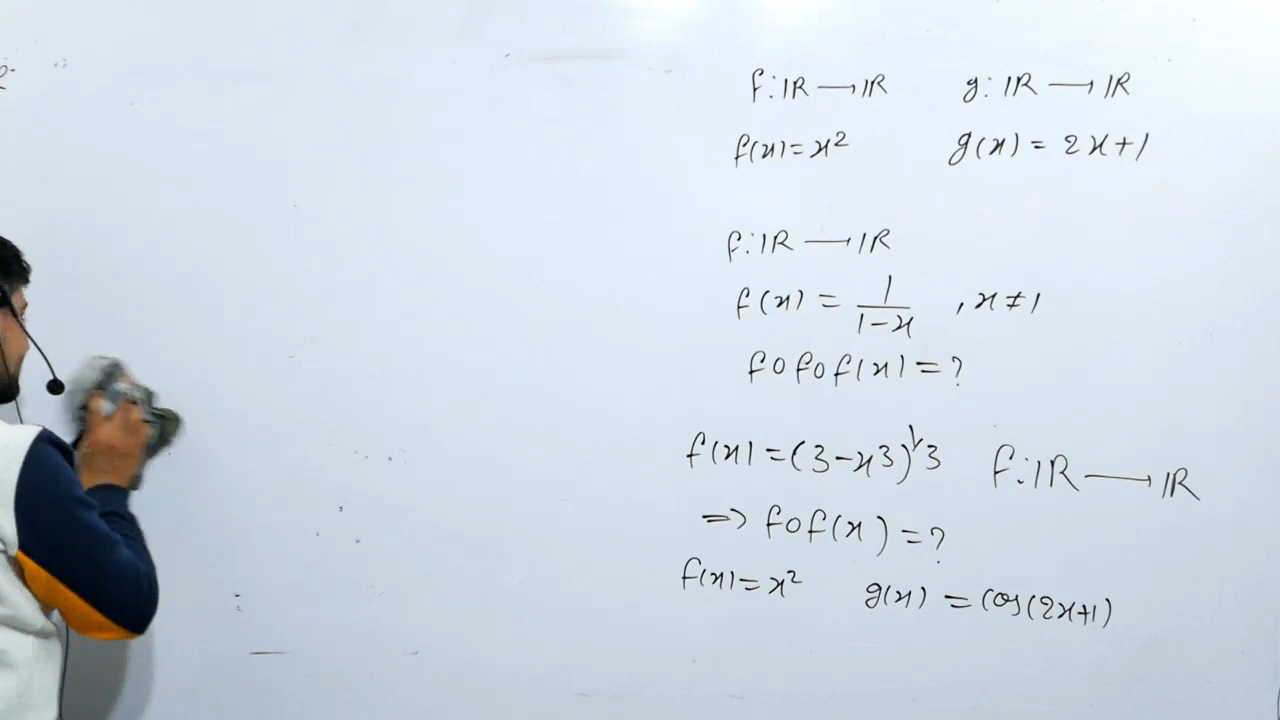 f: IR → IR g: IR → IR
f(x) = x² g(x) = 2x+1
f: IR → IR
f(x) = 1/(1-x) , x ≠ 1
fofof(x) = ?
f(x) = (3-x³)^1/3 f: IR → IR
=> fof(x) = ?
f(x) = x² g(x) = cos(2x+1)